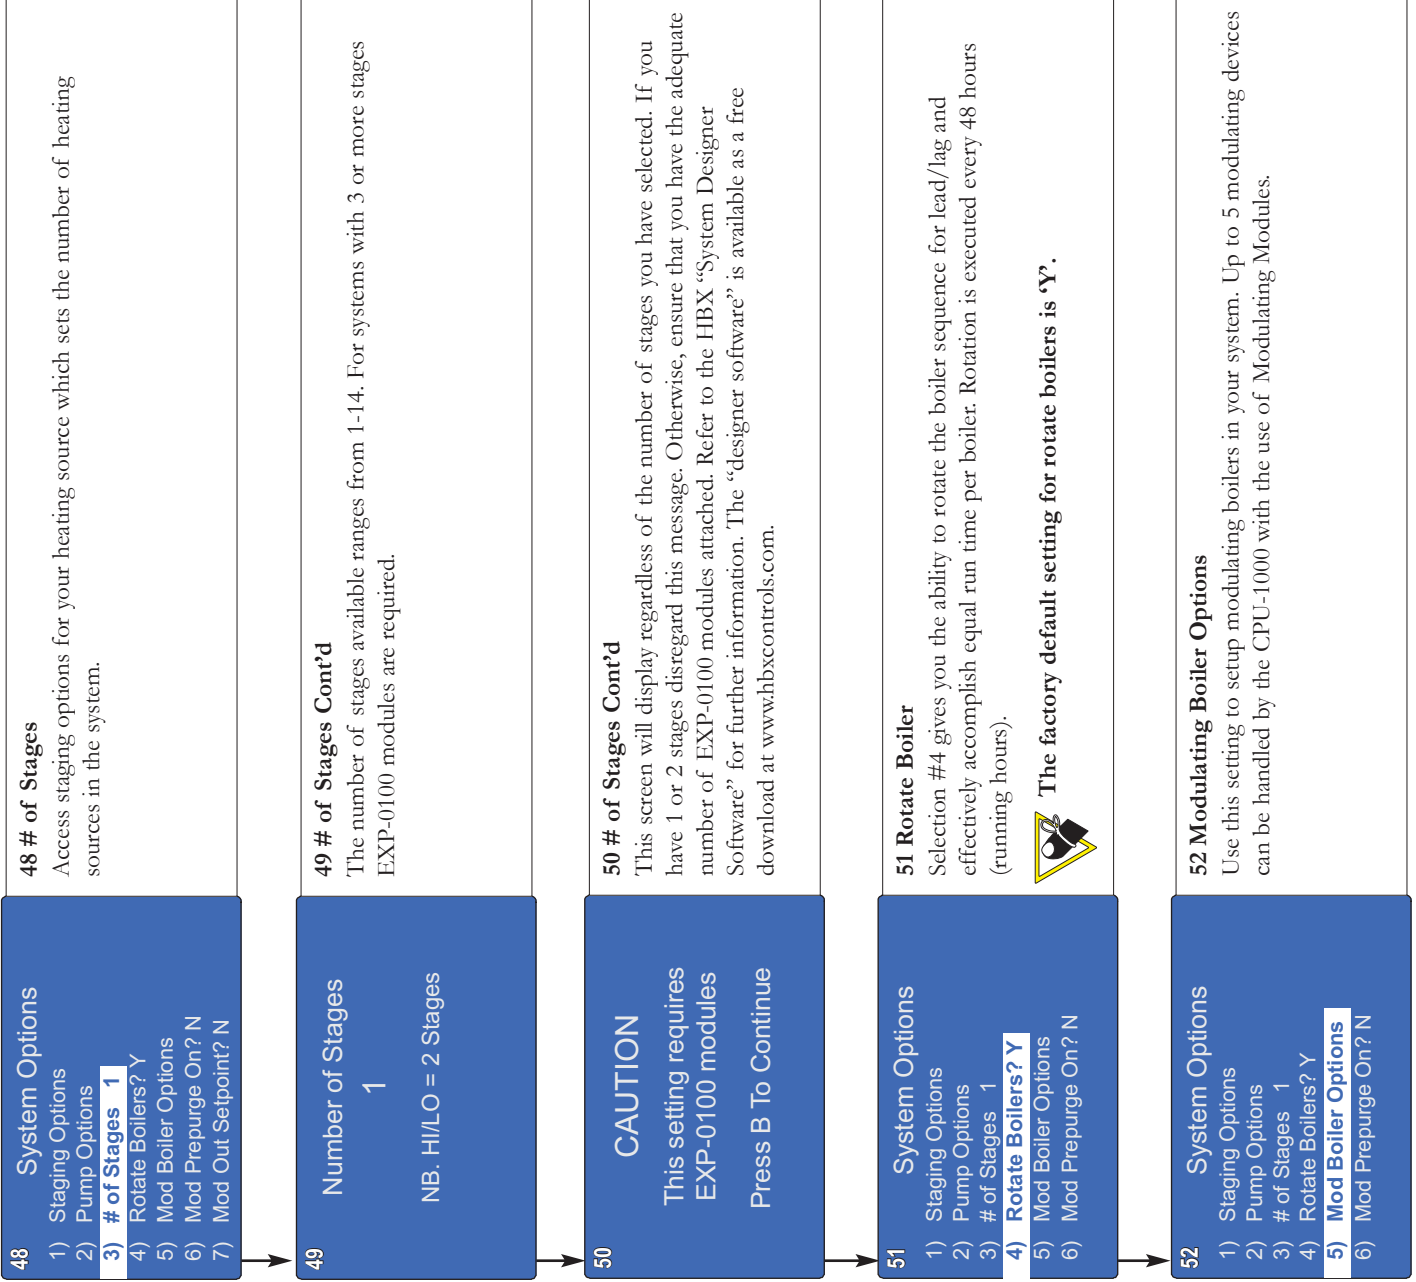 48
System Options
1) Staging Options
2) Pump Options
3) # of Stages 1
4) Rotate Boilers? Y
5) Mod Boiler Options
6) Mod Prepurge On? N
7) Mod Out Setpoint? N
48 # of Stages
Access staging options for your heating source which sets the number of heating
sources in the system.
49
Number of Stages
1
NB. HI/LO = 2 Stages
49 # of Stages Cont’d
The number of stages available ranges from 1-14. For systems with 3 or more stages
EXP-0100 modules are required.
50
CAUTION
This setting requires
EXP-0100 modules
Press B To Continue
50 # of Stages Cont’d
This screen will display regardless of the number of stages you have selected. If you
have 1 or 2 stages disregard this message. Otherwise, ensure that you have the adequate
number of EXP-0100 modules attached. Refer to the HBX “System Designer
Software” for further information. The “designer software” is available as a free
download at www.hbxcontrols.com.
51
System Options
1) Staging Options
2) Pump Options
3) # of Stages 1
4) Rotate Boilers? Y
5) Mod Boiler Options
6) Mod Prepurge On? N
51 Rotate Boiler
Selection #4 gives you the ability to rotate the boiler sequence for lead/lag and
effectively accomplish equal run time per boiler. Rotation is executed every 48 hours
(running hours).
The factory default setting for rotate boilers is ‘Y’.
52
System Options
1) Staging Options
2) Pump Options
3) # of Stages 1
4) Rotate Boilers? Y
5) Mod Boiler Options
6) Mod Prepurge On? N
52 Modulating Boiler Options
Use this setting to setup modulating boilers in your system. Up to 5 modulating devices
can be handled by the CPU-1000 with the use of Modulating Modules.